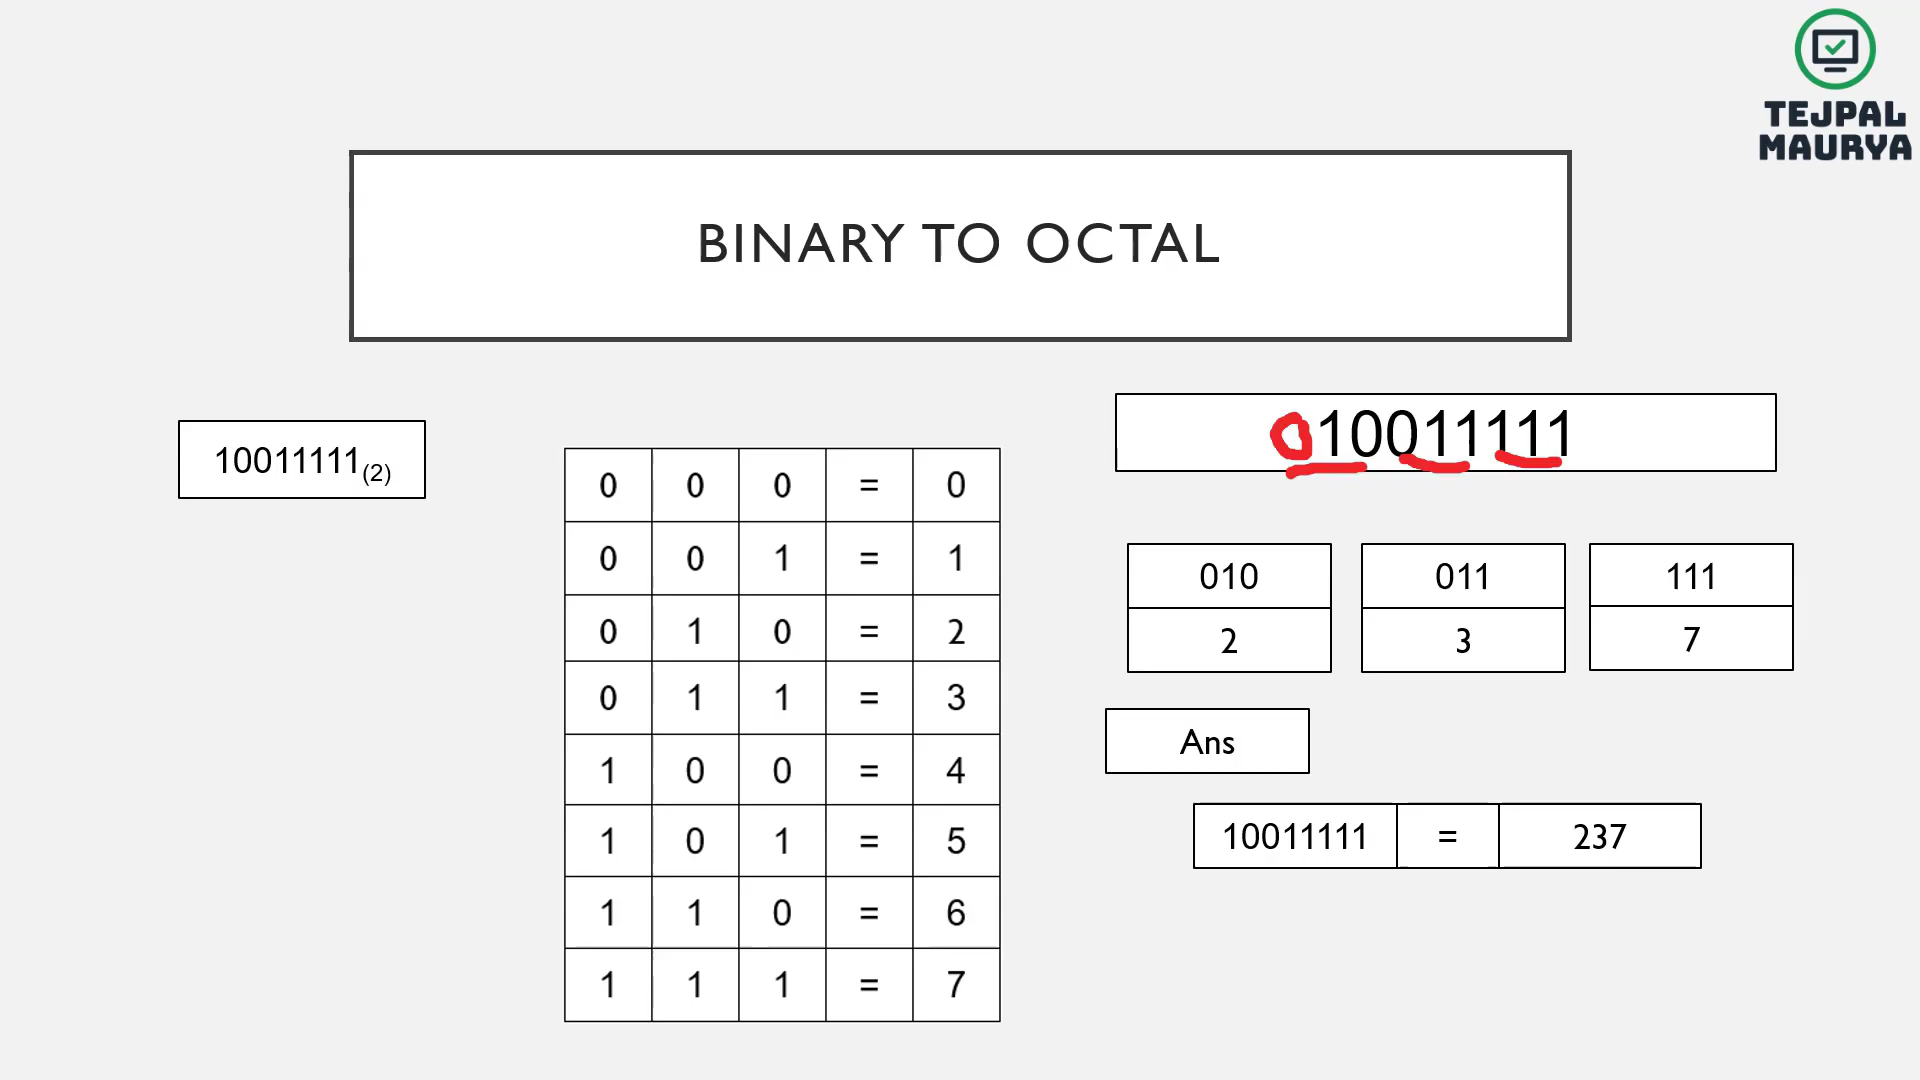 TEJPAL
MAURYA
BINARY TO OCTAL
10011111(2)
0 0 0 = 0
0 0 1 = 1
0 1 0 = 2
0 1 1 = 3
1 0 0 = 4
1 0 1 = 5
1 1 0 = 6
1 1 1 = 7
010011111
010 011 111
2 3 7
Ans
10011111 = 237